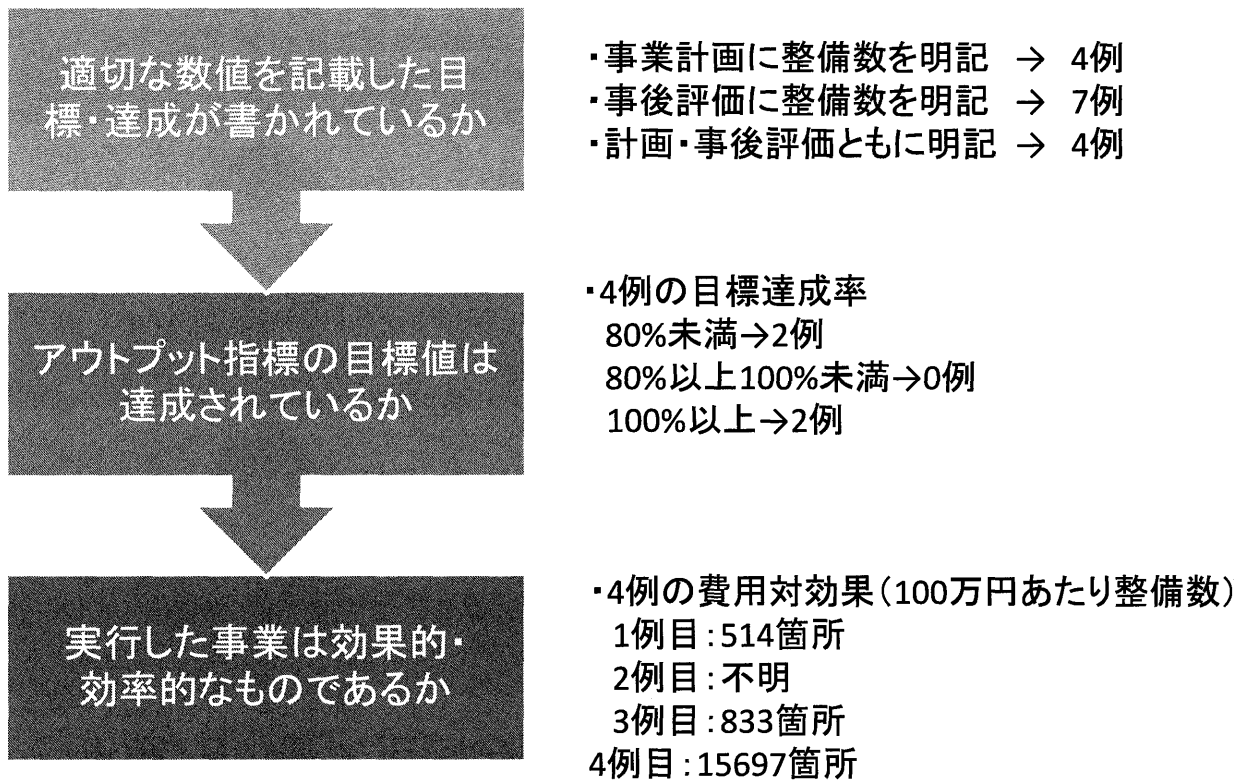 適切な数値を記載した目
標・達成が書かれているか
・事業計画に整備数を明記 → 4例
・事後評価に整備数を明記 → 7例
・計画・事後評価ともに明記 → 4例
アウトプット指標の目標値は
達成されているか
・4例の目標達成率
80%未満→2例
80%以上100%未満→0例
100%以上→2例
実行した事業は効果的・
効率的なものであるか
・4例の費用対効果(100万円あたり整備数)
1例目:514箇所
2例目:不明
3例目:833箇所
4例目:15697箇所